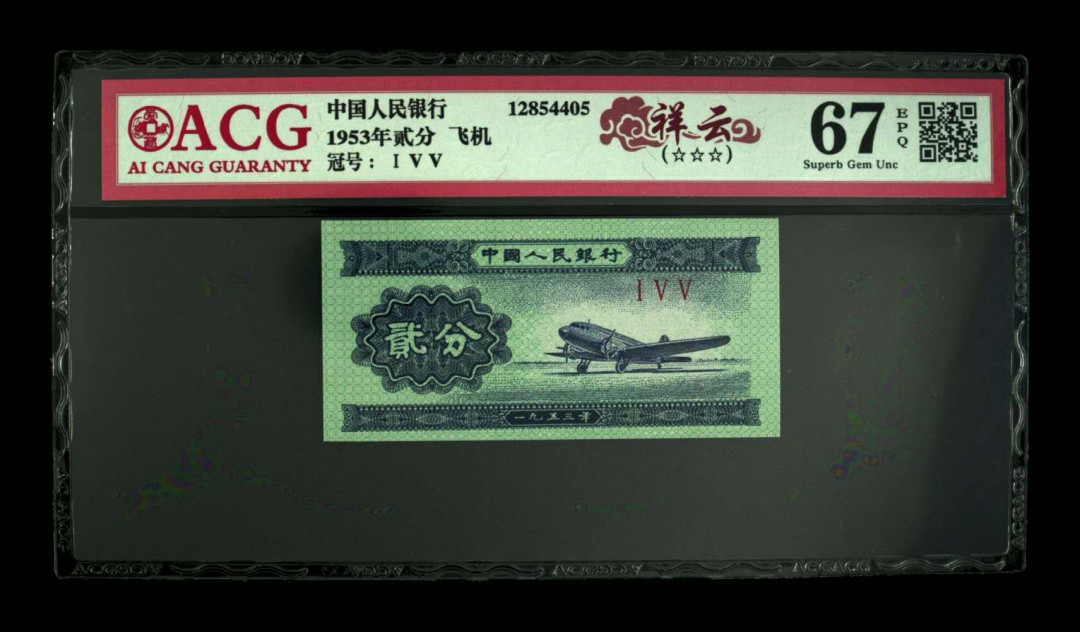 ACG
AI CANG GUARANTY
中国人民银行
12854405
1953年贰分 飞机
冠号：ⅠⅤⅤ
祥云
(☆☆☆)
67
EPQ
Superb Gem Unc
中國人民銀行
ⅠⅤⅤ
貳分
一九五三年